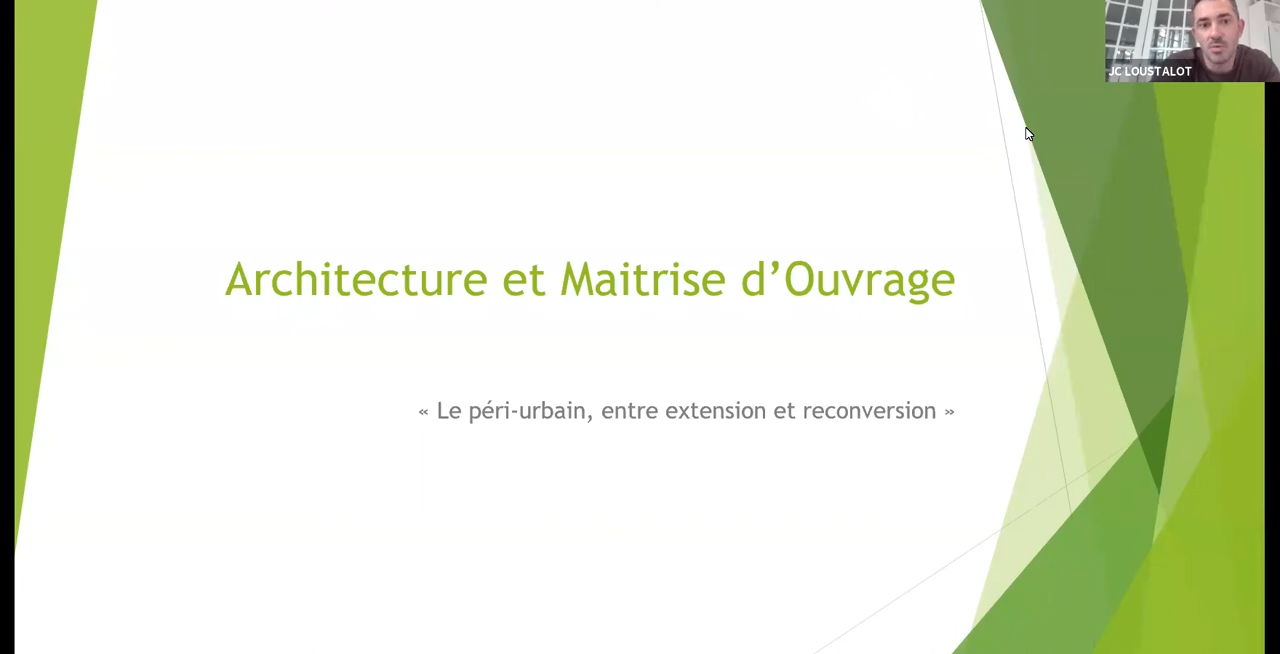 JC LOUSTALOT
Architecture et Maitrise d’Ouvrage
« Le péri-urbain, entre extension et reconversion »